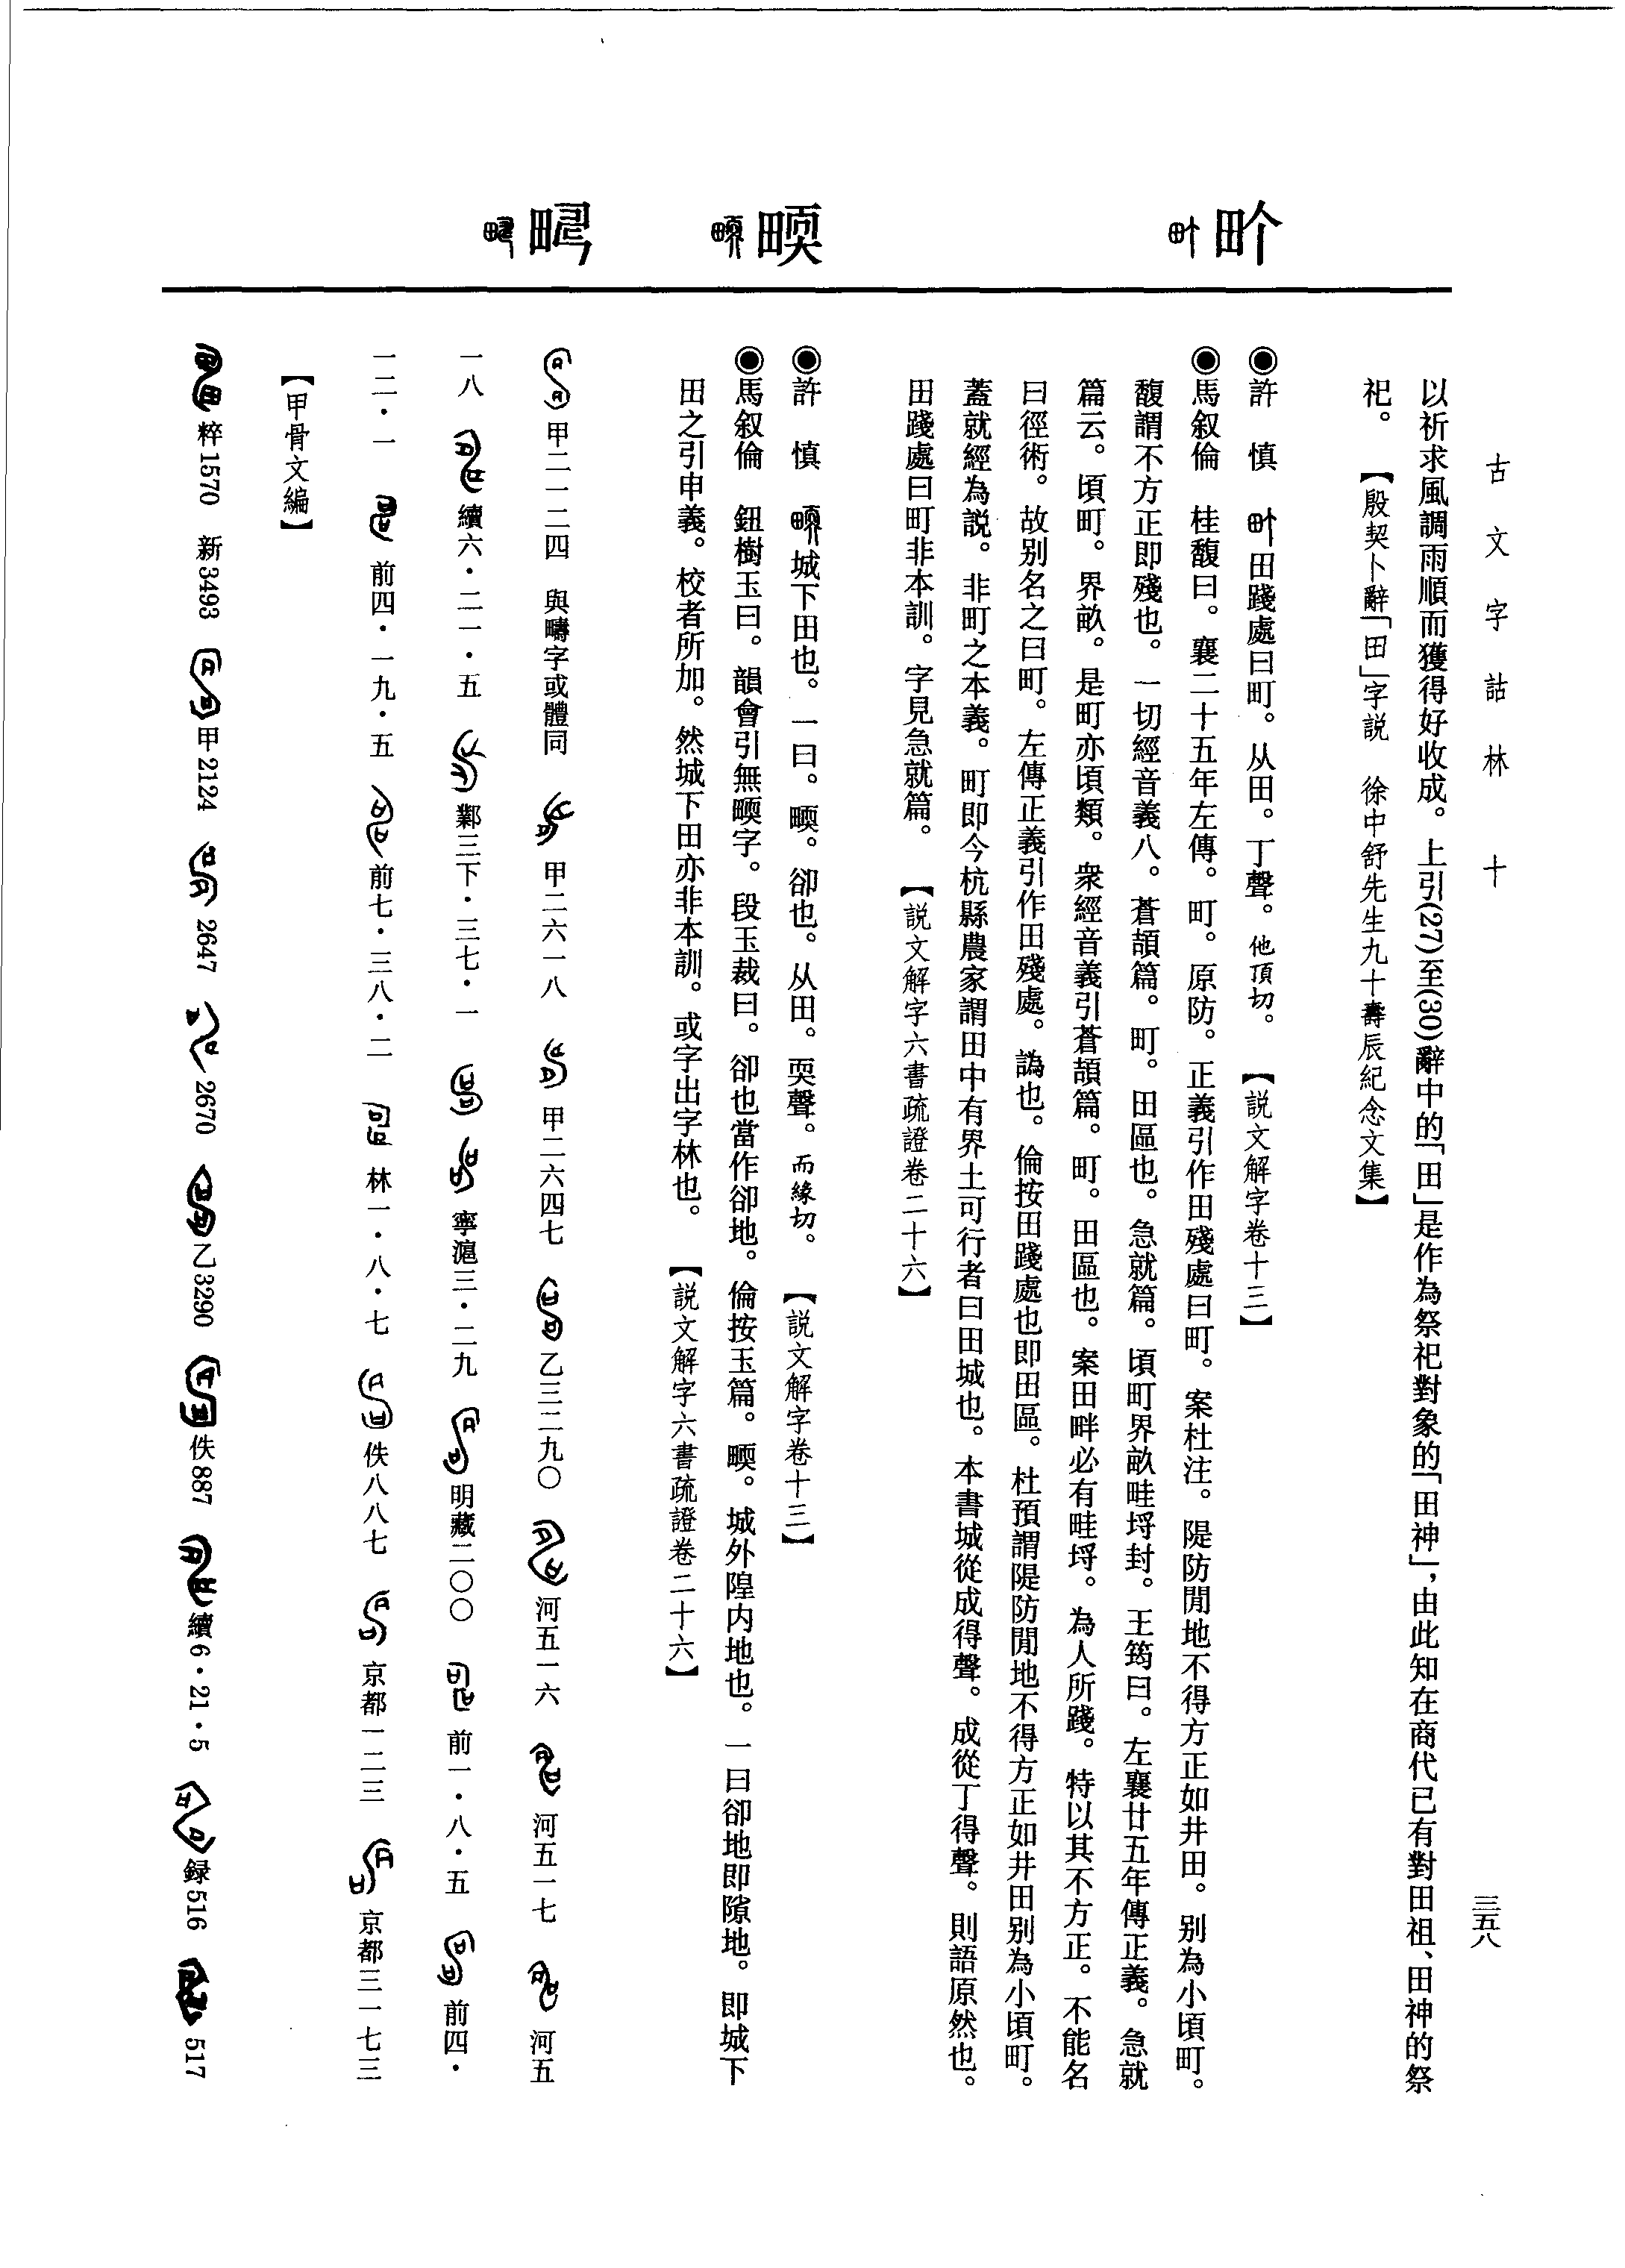 古文字詁林　十
三五八
以祈求風調雨順而獲得好收成。上引(27)至(30)辭中的「田」是作為祭祀對象的「田神」，由此知在商代已有對田祖、田神的祭
祀。【殷契卜辭「田」字説　徐中舒先生九十壽辰紀念文集】
◉許　慎　田踐處曰町。从田。丁聲。他頂切。【説文解字卷十三】
◉馬叙倫　桂馥曰。襄二十五年左傳。町。原防。正義引作田殘處曰町。案杜注。隄防閒地不得方正如井田。别為小頃町。
馥謂不方正即殘也。一切經音義八。蒼頡篇。町。田區也。急就篇。頃町界畝畦埒封。王筠曰。左襄廿五年傳正義。急就
篇云。頃町。界畝。是町亦頃類。衆經音義引蒼頡篇。町。田區也。案田畔必有畦埒。為人所踐。特以其不方正。不能名
曰徑術。故别名之曰町。左傳正義引作田殘處。譌也。倫按田踐處也即田區。杜預謂隄防閒地不得方正如井田别為小頃町。
蓋就經為説。非町之本義。町即今杭縣農家謂田中有界土可行者曰田城也。本書城從成得聲。成從丁得聲。則語原然也。
田踐處曰町非本訓。字見急就篇。【説文解字六書疏證卷二十六】
畹
◉許　慎　城下田也。一曰。㽭。卻也。从田。耎聲。而緣切。【説文解字卷十三】
◉馬叙倫　鈕樹玉曰。韻會引無㽭字。段玉裁曰。卻也當作卻地。倫按玉篇。㽭。城外隍内地也。一曰卻地即隙地。即城下
田之引申義。校者所加。然城下田亦非本訓。或字出字林也。【説文解字六書疏證卷二十六】
甲二一二四　與疇字或體同　甲二六一八　甲二六四七　乙三二九〇　河五一六　河五一七　河五
一八　續六・二一・五　鄴三下・三七・一　寧滬三・二九　明藏二〇〇　前一・八・五　前四・
一二・一　前四・一九・五　前七・三八・二　林一・八・七　佚八八七　京都一二三　京都三一七三
【甲骨文編】
粹1570　新3493　甲2124　2647　2670　乙3290　佚887　續6・21・5　録516　517